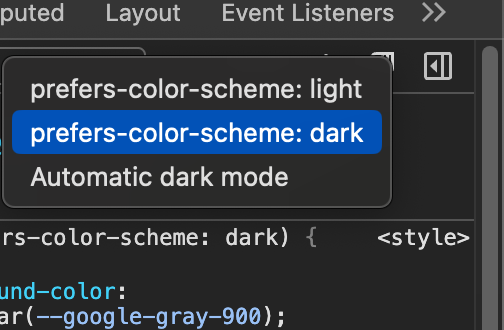 puted Layout Event Listeners
prefers-color-scheme: light
prefers-color-scheme: dark
Automatic dark mode
rs-color-scheme: dark) { <style>
und-color:
ar(--google-gray-900);